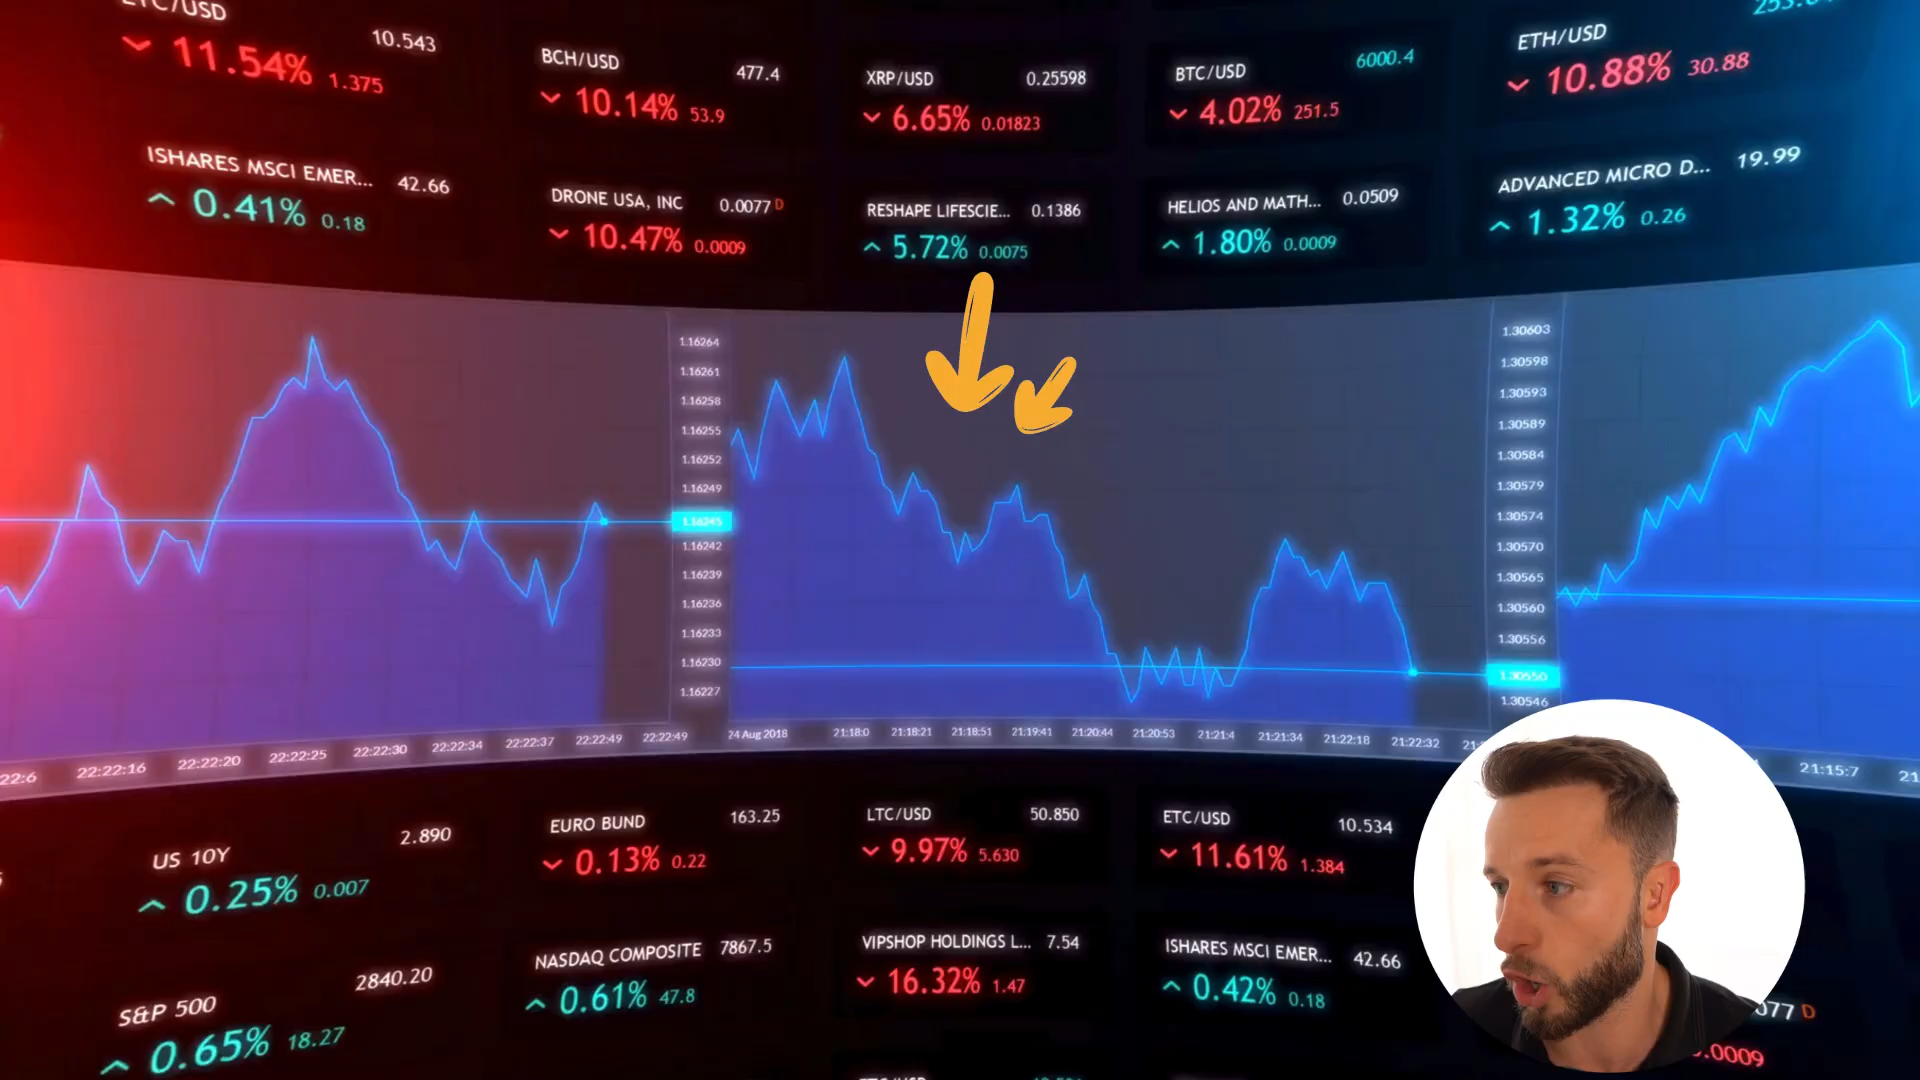 ETC/USD
10.543
11.54% 1.375
BCH/USD
477.4
10.14% 53.9
XRP/USD
0.25598
6.65% 0.01823
BTC/USD
6000.4
4.02% 251.5
ETH/USD
10.88% 30.88
ISHARES MSCI EMER...
42.66
0.41% 0.18
DRONE USA, INC
0.0077 D
10.47% 0.0009
RESHAPE LIFESCIE...
0.1386
5.72% 0.0075
HELIOS AND MATH...
0.0509
1.80% 0.0009
ADVANCED MICRO D...
19.99
1.32% 0.26
1.16264
1.16261
1.16258
1.16255
1.16252
1.16249
1.16245
1.16242
1.16239
1.16236
1.16233
1.16230
1.16227
1.30603
1.30598
1.30593
1.30589
1.30584
1.30579
1.30574
1.30570
1.30565
1.30560
1.30556
1.30550
1.30546
22:6 22:22:16 22:22:20 22:22:25 22:22:30 22:22:34 22:22:37 22:22:49 22:22:49
24 Aug 2018 21:18:0 21:18:21 21:18:51 21:19:41 21:20:44 21:20:53 21:21:4 21:21:34 21:22:18 21:22:32
21:15:7
US 10Y
2.890
0.25% 0.007
EURO BUND
163.25
0.13% 0.22
LTC/USD
50.850
9.97% 5.630
ETC/USD
10.534
11.61% 1.384
S&P 500
2840.20
0.65% 18.27
NASDAQ COMPOSITE
7867.5
0.61% 47.8
VIPSHOP HOLDINGS L...
7.54
16.32% 1.47
ISHARES MSCI EMER...
42.66
0.42% 0.18
077 D
.0009